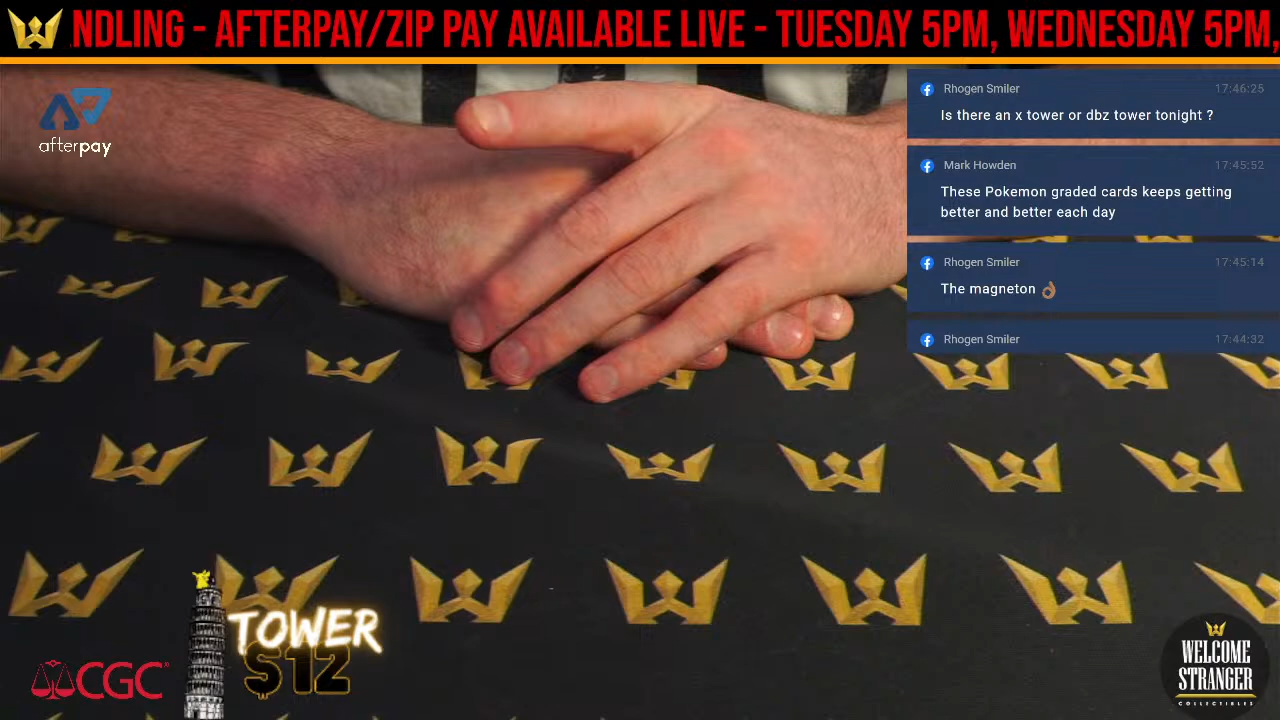 NDLING - AFTERPAY/ZIP PAY AVAILABLE LIVE - TUESDAY 5PM, WEDNESDAY 5PM,
afterpay
Rhogen Smiler 17:46:25
Is there an x tower or dbz tower tonight ?
Mark Howden 17:45:52
These Pokemon graded cards keeps getting
better and better each day
Rhogen Smiler 17:45:14
The magneton 👌🏽
Rhogen Smiler 17:44:32
TOWER
$12
CGC®
WELCOME
STRANGER
COLLECTIBLES